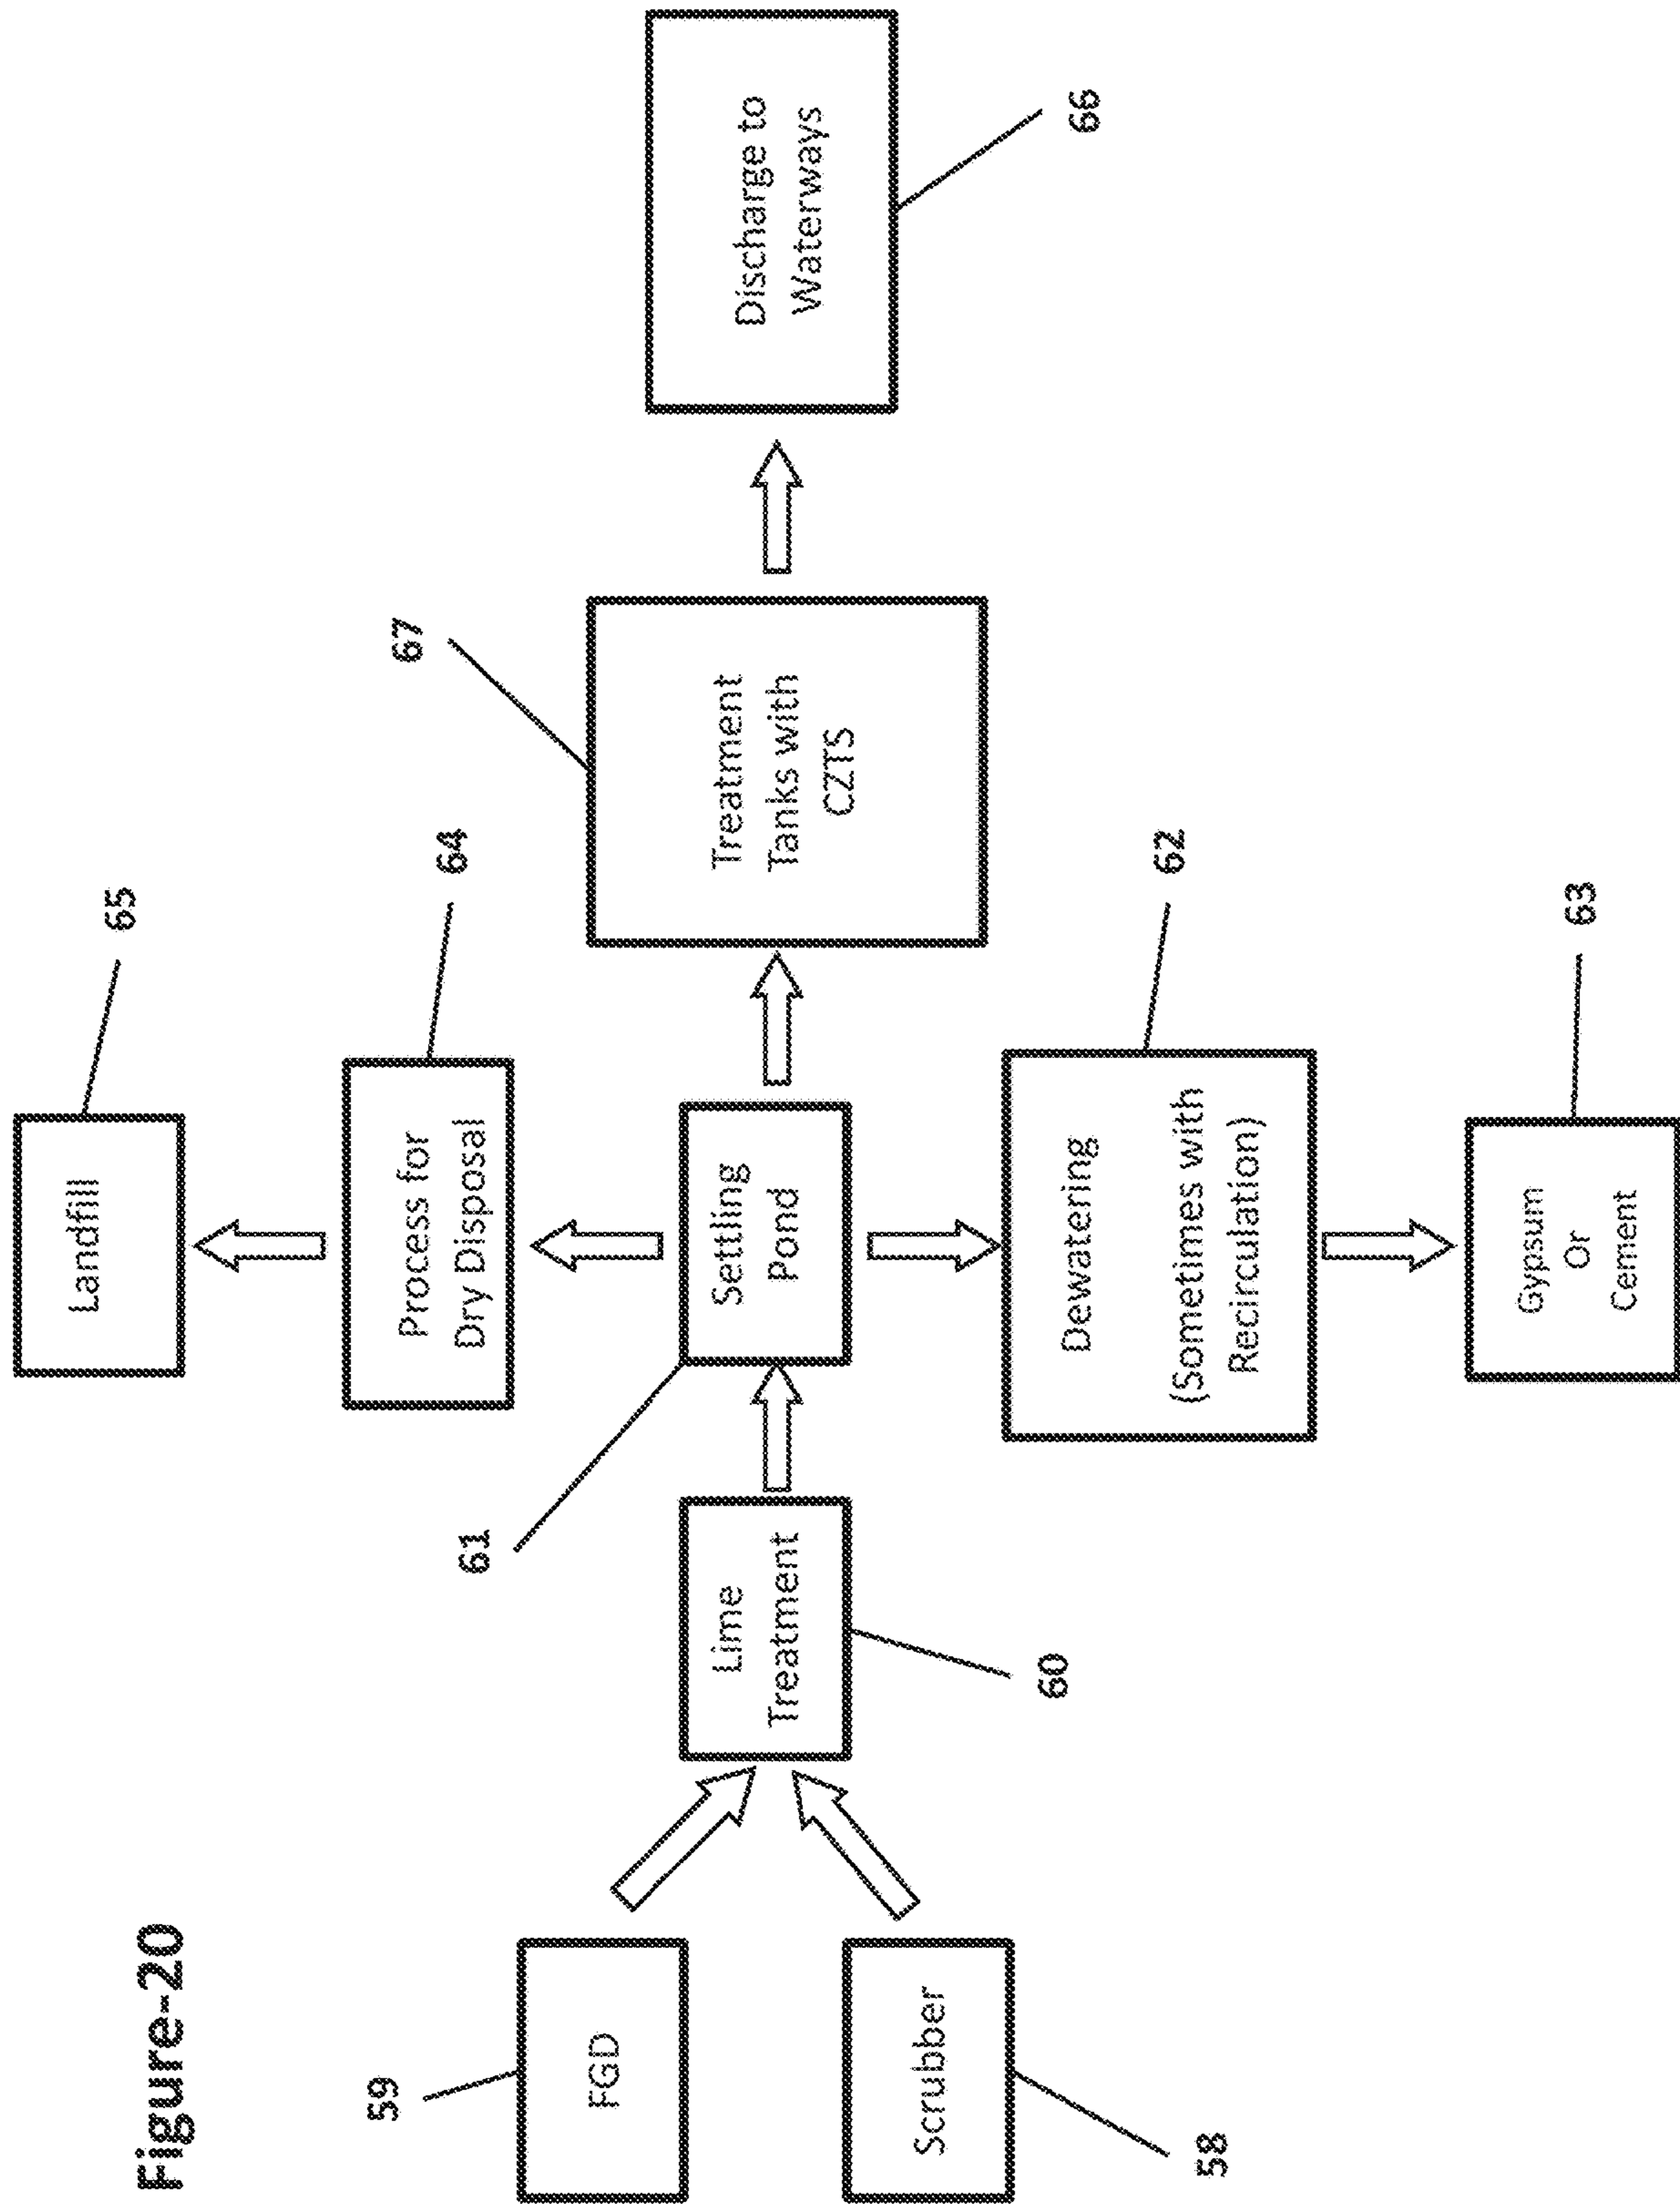 Figure-20
59
FGD
Scrubber
58
Lime
Treatment
60
61
Settling
Pond
65
Landfill
64
Process for
Dry Disposal
62
Dewatering
(Sometimes with
Recirculation)
63
Gypsum
Or
Cement
67
Treatment
Tanks with
CZTS
Discharge to
Waterways
66